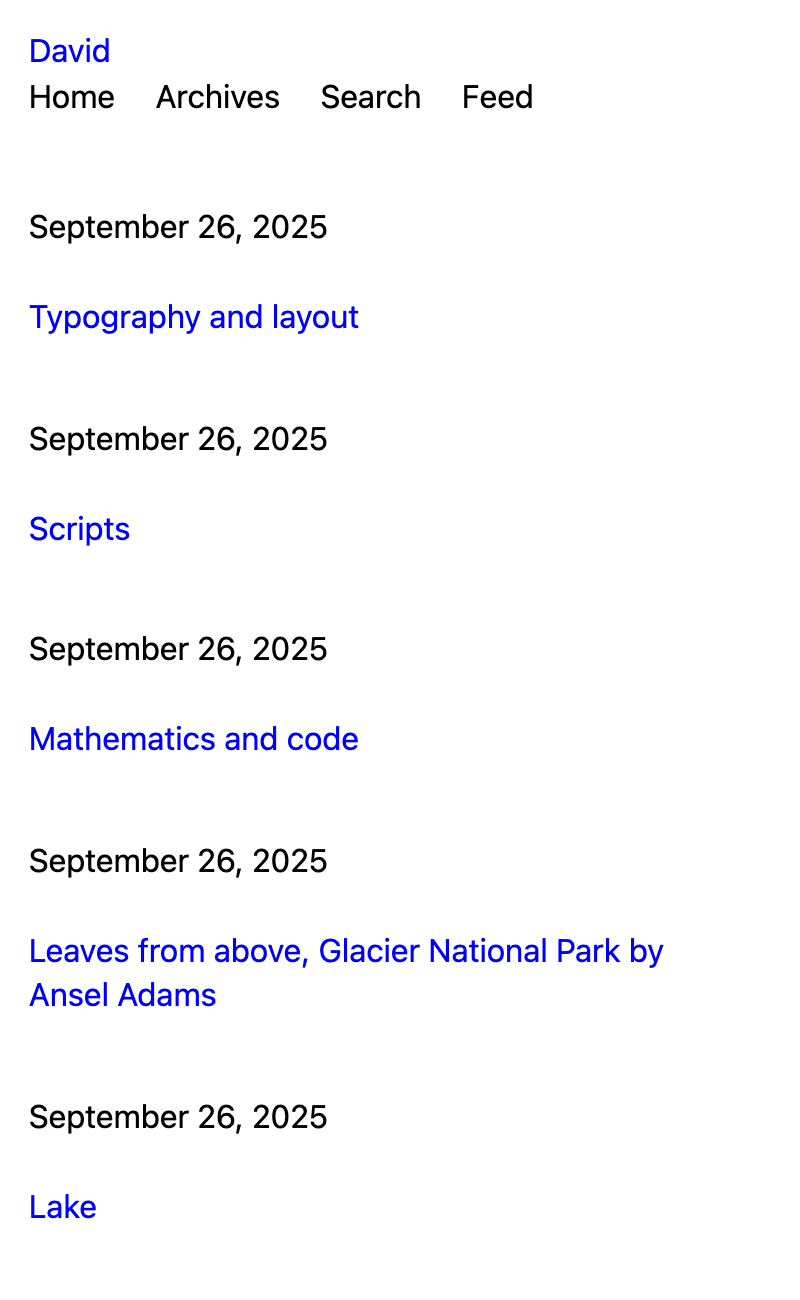 David
Home Archives Search Feed
September 26, 2025
Typography and layout
September 26, 2025
Scripts
September 26, 2025
Mathematics and code
September 26, 2025
Leaves from above, Glacier National Park by
Ansel Adams
September 26, 2025
Lake